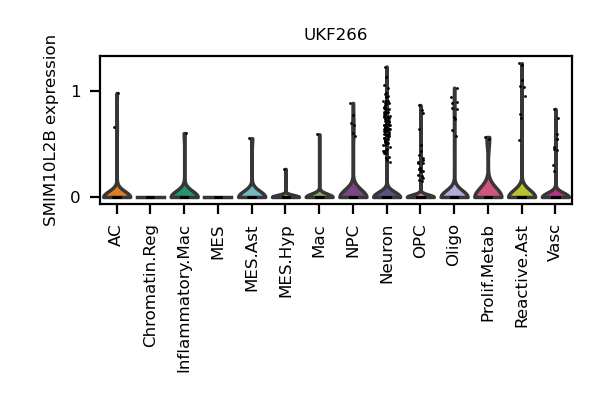 UKF266
SMIM10L2B expression
1
0
AC
Chromatin.Reg
Inflammatory.Mac
MES
MES.Ast
MES.Hyp
Mac
NPC
Neuron
OPC
Oligo
Prolif.Metab
Reactive.Ast
Vasc